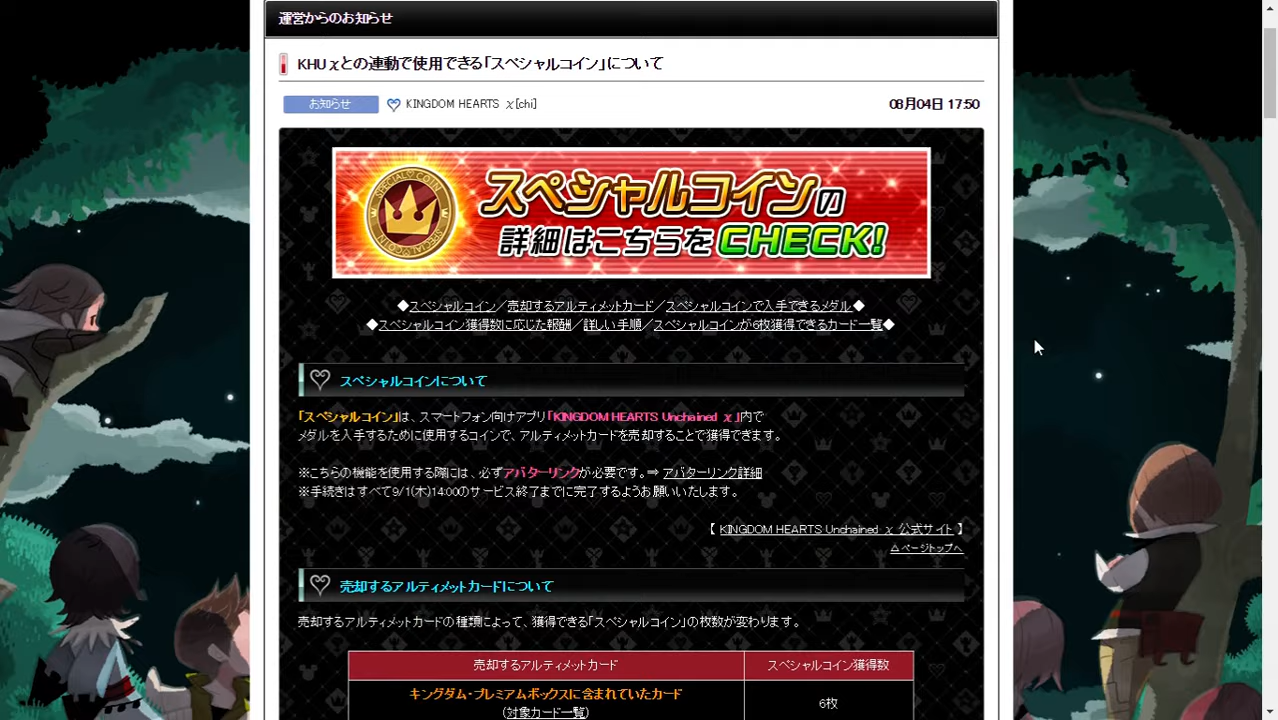 運営からのお知らせ
KHUχとの連動で使用できる「スペシャルコイン」について
お知らせ KINGDOM HEARTS χ[chi] 08月04日 17:50
SPECIAL COIN SPECIAL COIN
スペシャルコインの
詳細はこちらをCHECK!
◆スペシャルコイン／売却するアルティメットカード／スペシャルコインで入手できるメダル◆
◆スペシャルコイン獲得数に応じた報酬／詳しい手順／スペシャルコインが6枚獲得できるカード一覧◆
スペシャルコインについて
「スペシャルコイン」は、スマートフォン向けアプリ「KINGDOM HEARTS Unchained χ」内で
メダルを入手するために使用するコインで、アルティメットカードを売却することで獲得できます。
※こちらの機能を使用する際には、必ずアバターリンクが必要です。⇒ アバターリンク詳細
※手続きはすべて9/1(木)14:00のサービス終了までに完了するようお願いいたします。
【 KINGDOM HEARTS Unchained χ 公式サイト 】
△ページトップへ
売却するアルティメットカードについて
売却するアルティメットカードの種類によって、獲得できる「スペシャルコイン」の枚数が変わります。
売却するアルティメットカード スペシャルコイン獲得数
キングダム・プレミアムボックスに含まれていたカード
(対象カード一覧) 6枚